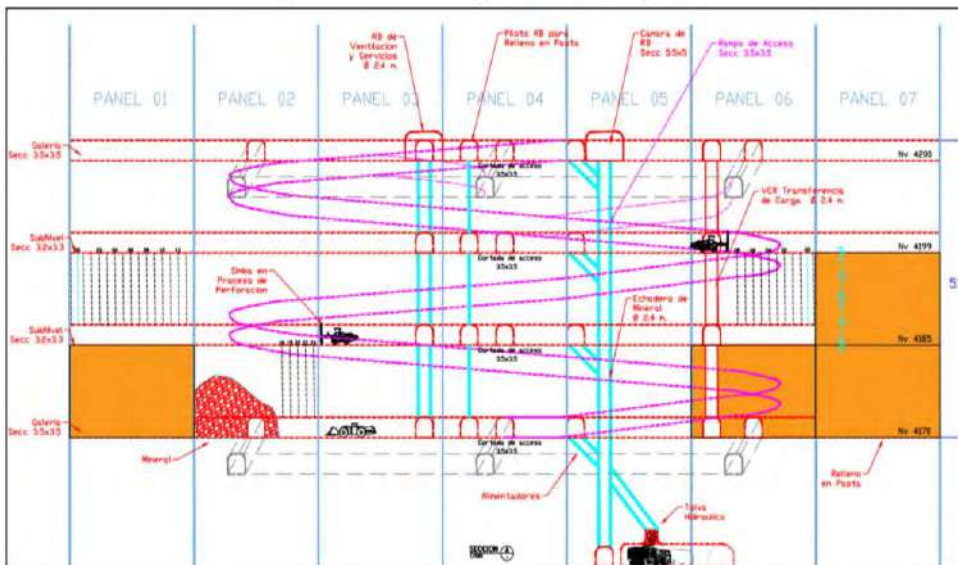 RB de
Ventilacion
y Servicios
Ø 2.4 m.
Piloto RB para
Relleno en Pasta
Camara de
RB
Secc 5.5x5
Rampa de Acceso
Secc 3.5x3.5
PANEL 01
PANEL 02
PANEL 03
PANEL 04
PANEL 05
PANEL 06
PANEL 07
Galeria
Secc 3.5x3.5
Cortada de acceso
3.5x3.5
Nv 4200
VCR Transferencia
de Carga Ø 2.4 m.
SubNivel
Secc 3.2x3.3
Cortada de acceso
3.5x3.5
Nv 4199
Simba en
Proceso de
Perforacion
Echadero de
Mineral
Ø 2.4 m.
SubNivel
Secc 3.2x3.3
Cortada de acceso
3.5x3.5
Nv 4185
Galeria
Secc 3.5x3.5
Cortada de acceso
3.5x3.5
Nv 4170
Mineral
Alimentadores
Relleno
en Pasta
Tolva
Hidraulica
SECCION
A